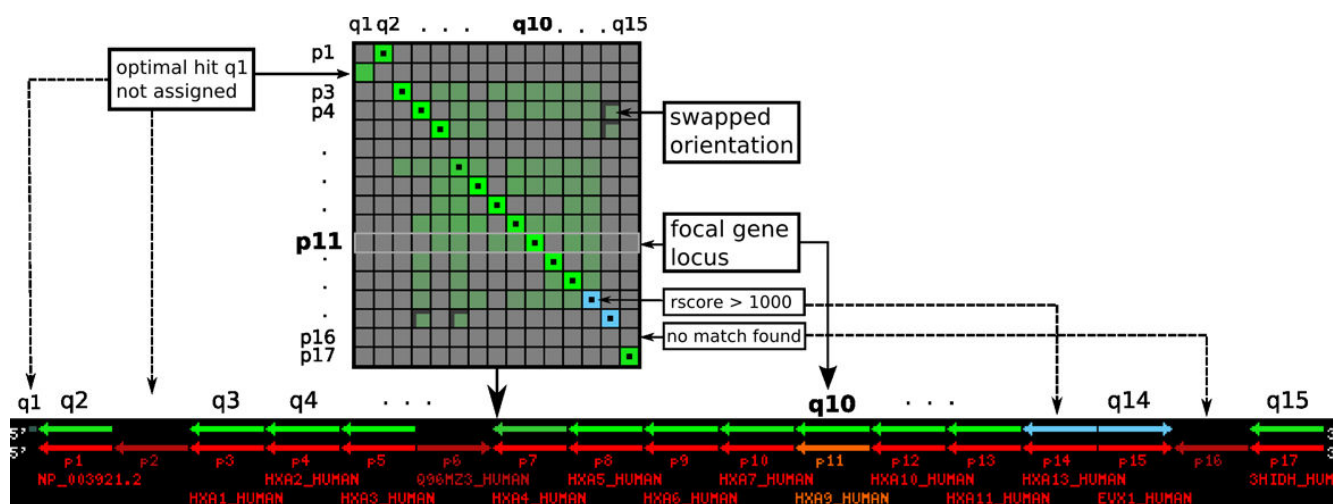 q1 q2 . . . q10 . . . q15
p1
optimal hit q1
not assigned
p3
p4
swapped
orientation
.
.
.
p11
focal gene
locus
.
.
rscore > 1000
.
p16
no match found
p17
q1 q2 q3 q4 . . . q10 . . . q14 q15
5' 3
5' 3
p1 p2 p3 p4 p5 p6 p7 p8 p9 p10 p11 p12 p13 p14 p15 p16 p17
NP_003921.2 HXA2_HUMAN Q96MZ3_HUMAN HXA5_HUMAN HXA7_HUMAN HXA10_HUMAN HXA13_HUMAN 3HIDH_HUM
HXA1_HUMAN HXA3_HUMAN HXA4_HUMAN HXA6_HUMAN HXA9_HUMAN HXA11_HUMAN EVX1_HUMAN